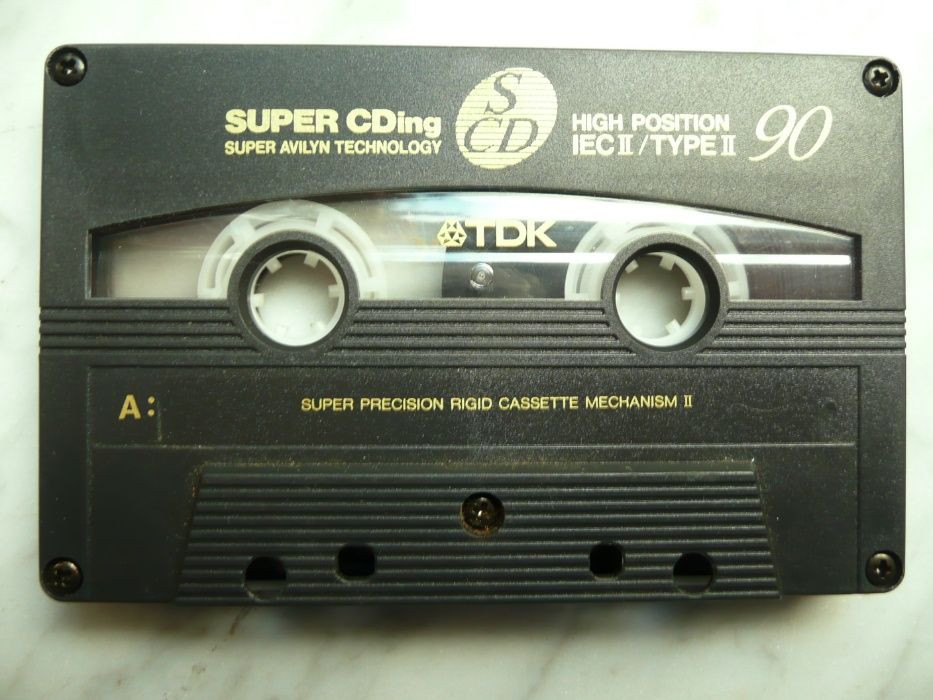 SUPER CDing
SUPER AVILYN TECHNOLOGY
S
CD
HIGH POSITION
IEC II / TYPE II
90
TDK
A:
SUPER PRECISION RIGID CASSETTE MECHANISM II